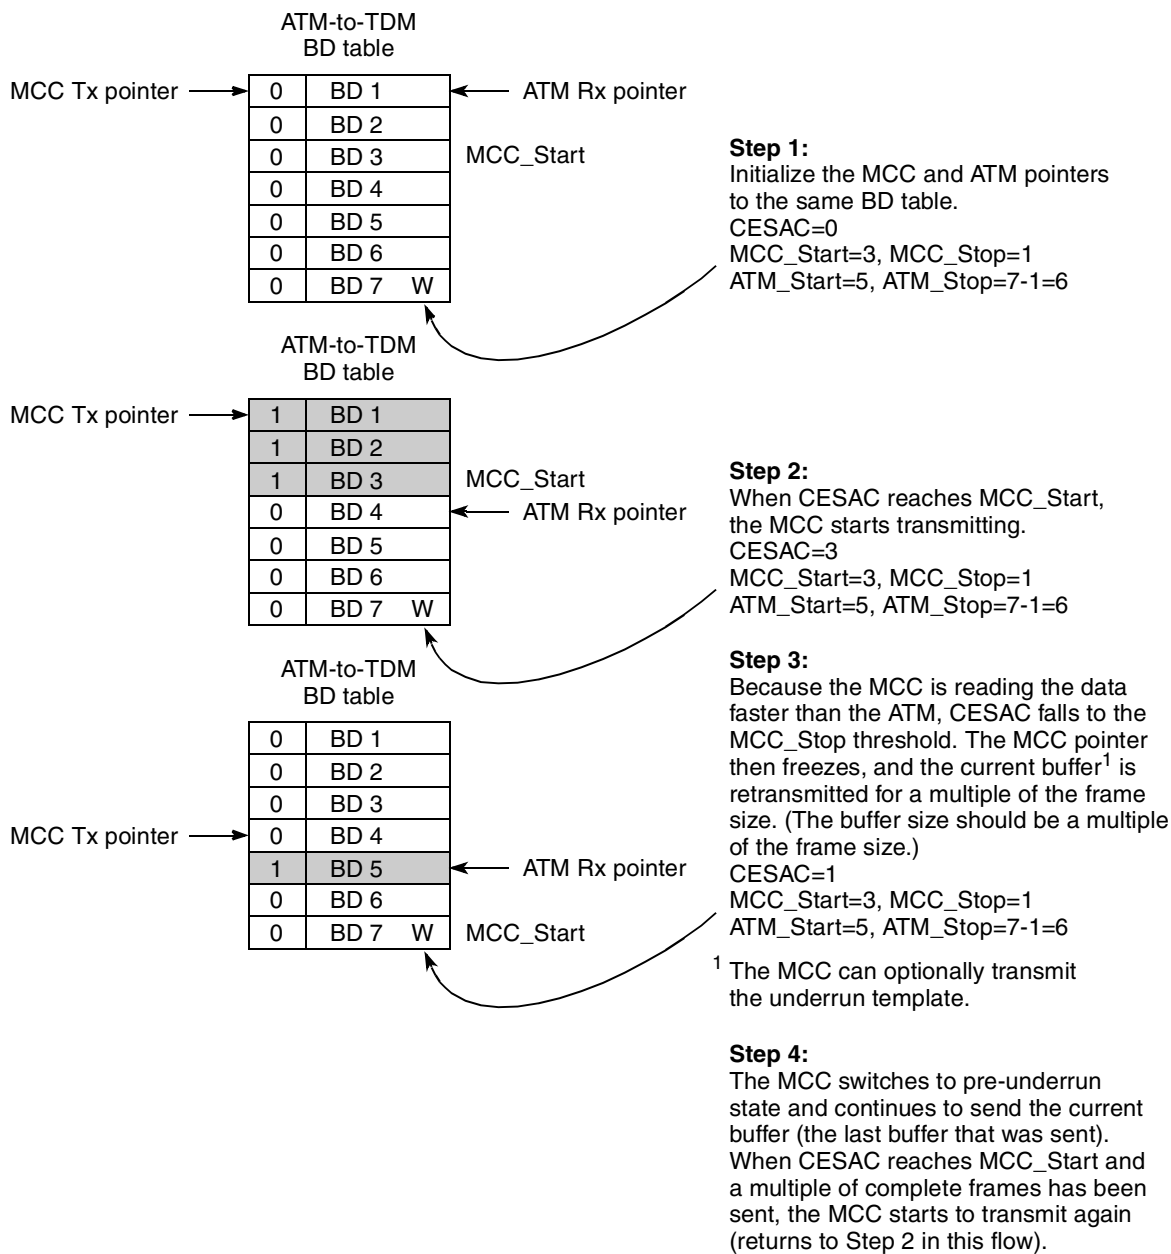 ATM-to-TDM
BD table
MCC Tx pointer
0 BD 1
ATM Rx pointer
0 BD 2
0 BD 3
MCC_Start
0 BD 4
0 BD 5
0 BD 6
0 BD 7 W
Step 1:
Initialize the MCC and ATM pointers
to the same BD table.
CESAC=0
MCC_Start=3, MCC_Stop=1
ATM_Start=5, ATM_Stop=7-1=6
ATM-to-TDM
BD table
MCC Tx pointer
1 BD 1
1 BD 2
1 BD 3
MCC_Start
0 BD 4
ATM Rx pointer
0 BD 5
0 BD 6
0 BD 7 W
Step 2:
When CESAC reaches MCC_Start,
the MCC starts transmitting.
CESAC=3
MCC_Start=3, MCC_Stop=1
ATM_Start=5, ATM_Stop=7-1=6
ATM-to-TDM
BD table
0 BD 1
0 BD 2
0 BD 3
MCC Tx pointer
0 BD 4
1 BD 5
ATM Rx pointer
0 BD 6
0 BD 7 W
MCC_Start
Step 3:
Because the MCC is reading the data
faster than the ATM, CESAC falls to the
MCC_Stop threshold. The MCC pointer
then freezes, and the current buffer1 is
retransmitted for a multiple of the frame
size. (The buffer size should be a multiple
of the frame size.)
CESAC=1
MCC_Start=3, MCC_Stop=1
ATM_Start=5, ATM_Stop=7-1=6
1 The MCC can optionally transmit
the underrun template.
Step 4:
The MCC switches to pre-underrun
state and continues to send the current
buffer (the last buffer that was sent).
When CESAC reaches MCC_Start and
a multiple of complete frames has been
sent, the MCC starts to transmit again
(returns to Step 2 in this flow).